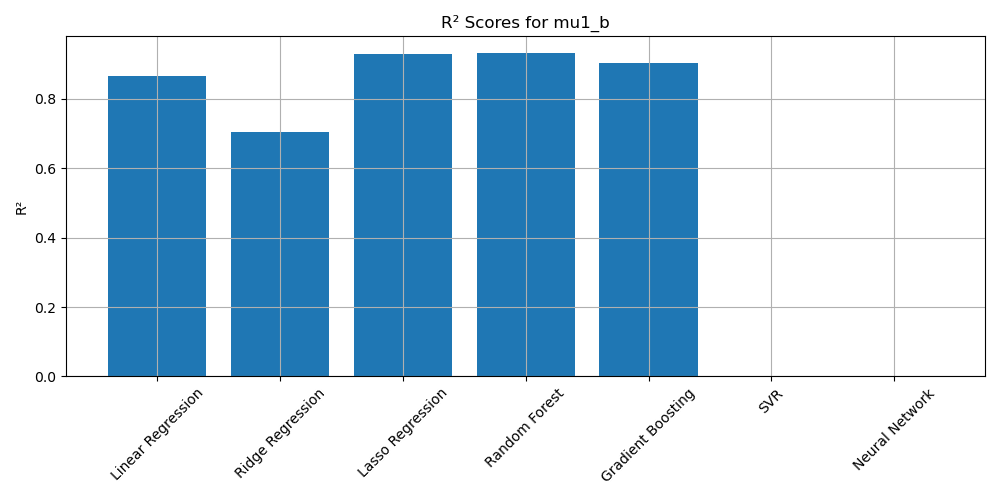 R² Scores for mu1_b
R²
0.8
0.6
0.4
0.2
0.0
Linear Regression
Ridge Regression
Lasso Regression
Random Forest
Gradient Boosting
SVR
Neural Network